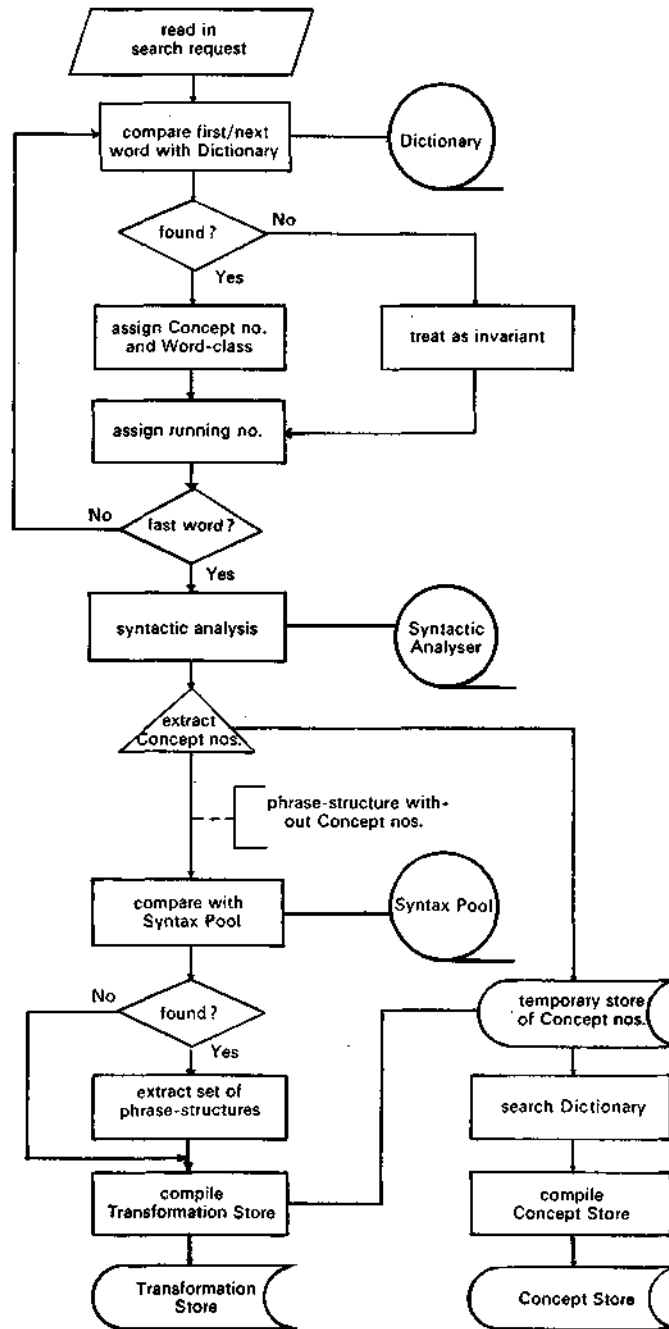 read in
search request
compare first/next
word with Dictionary
Dictionary
found?
No
Yes
assign Concept no.
and Word-class
treat as invariant
assign running no.
No
last word?
Yes
syntactic analysis
Syntactic
Analyser
extract
Concept nos.
phrase-structure with-
out Concept nos.
compare with
Syntax Pool
Syntax Pool
No
found?
Yes
temporary store
of Concept nos.
extract set of
phrase-structures
search Dictionary
compile
Transformation Store
compile
Concept Store
Transformation
Store
Concept Store